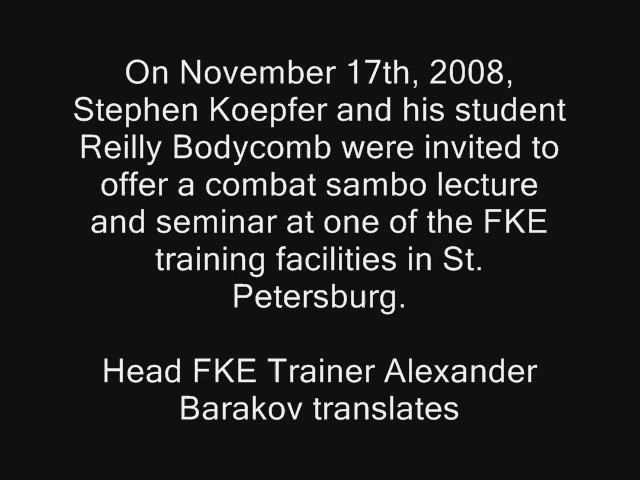 On November 17th, 2008,
Stephen Koepfer and his student
Reilly Bodycomb were invited to
offer a combat sambo lecture
and seminar at one of the FKE
training facilities in St.
Petersburg.
Head FKE Trainer Alexander
Barakov translates